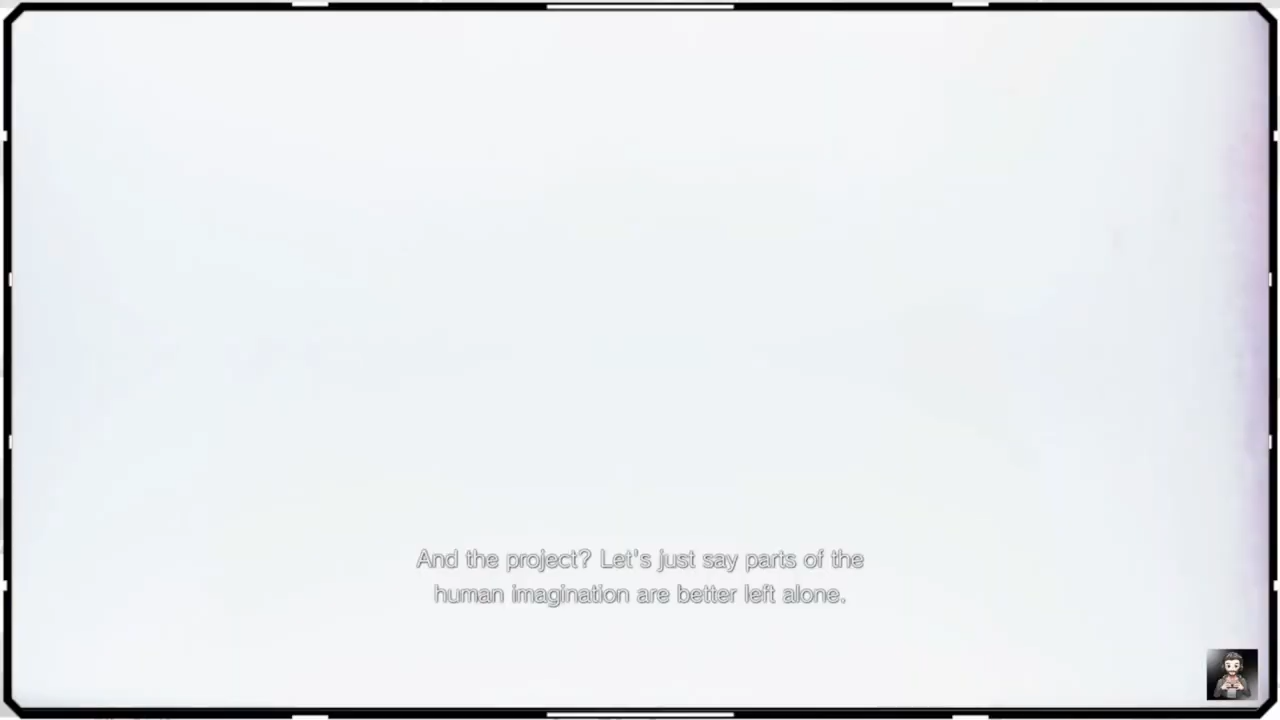 And the project? Let's just say parts of the
human imagination are better left alone.